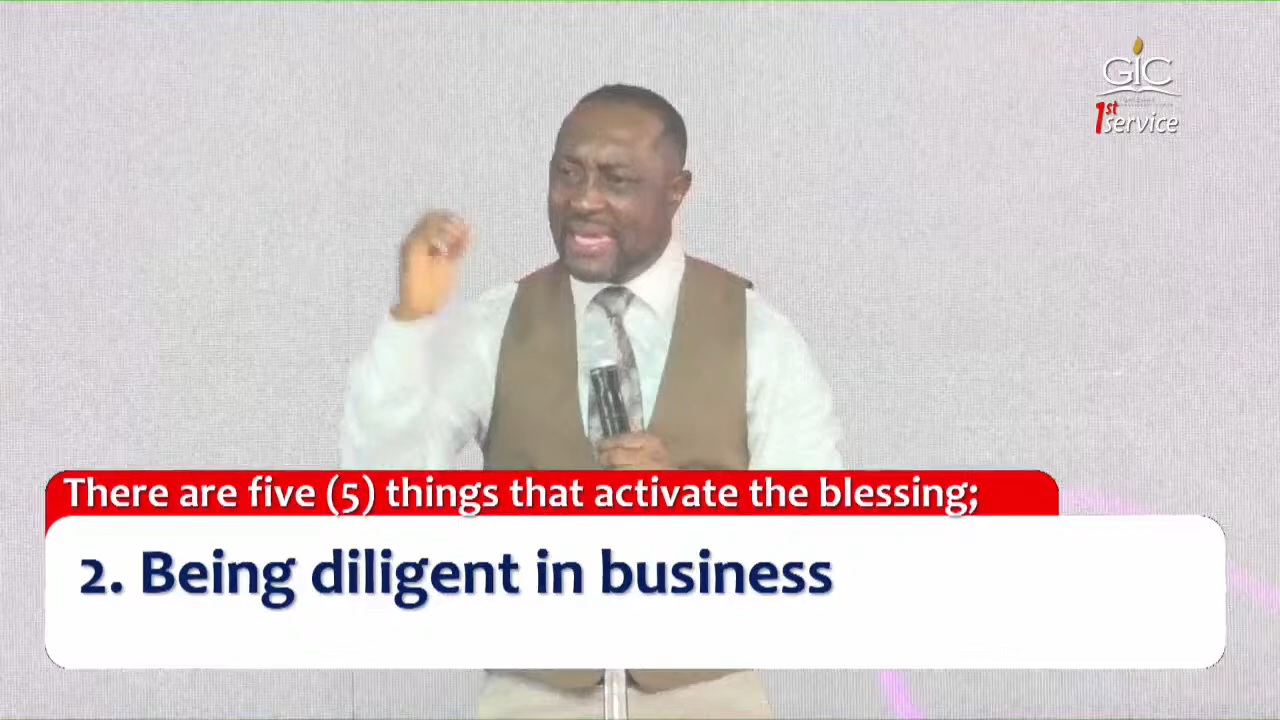 GIC
1st
service
There are five (5) things that activate the blessing;
2. Being diligent in business